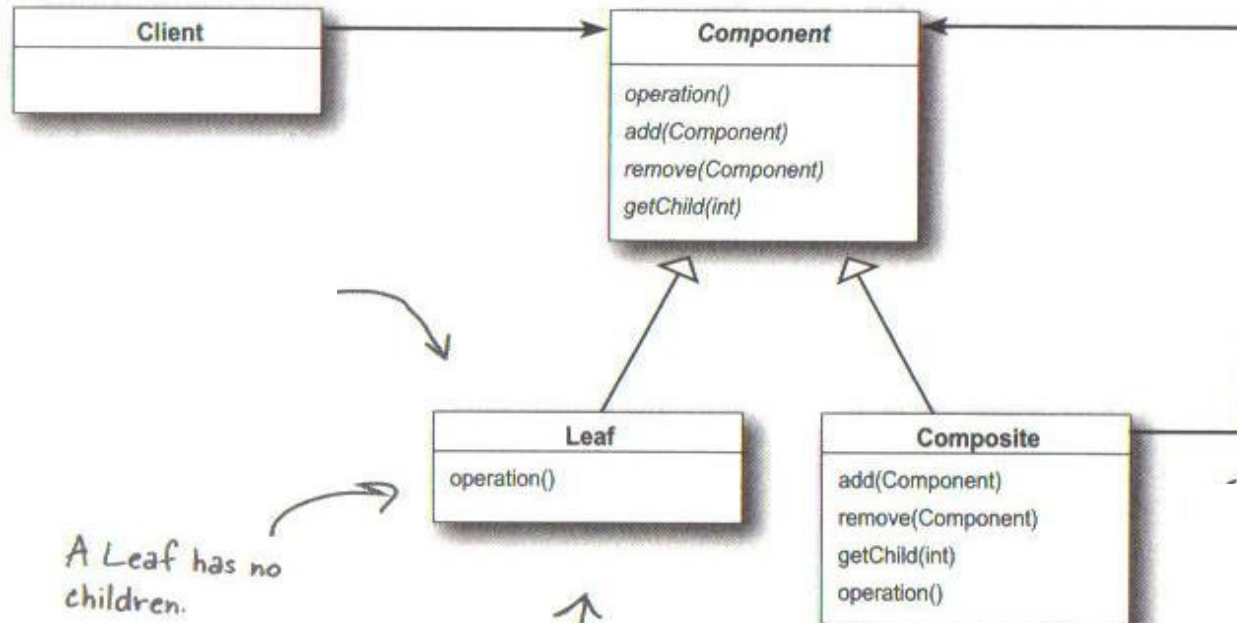 Client
Component
operation()
add(Component)
remove(Component)
getChild(int)
Leaf
operation()
A Leaf has no
children.
Composite
add(Component)
remove(Component)
getChild(int)
operation()